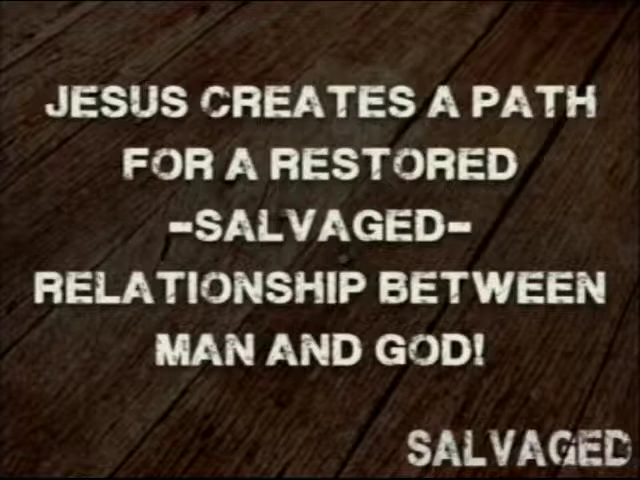 JESUS CREATES A PATH
FOR A RESTORED
-SALVAGED-
RELATIONSHIP BETWEEN
MAN AND GOD!
SALVAGED